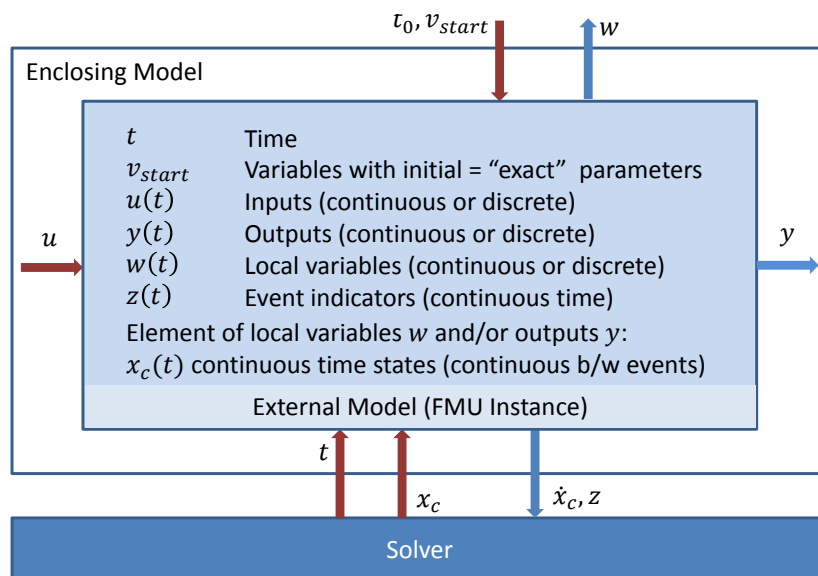 t₀, v_start
w
Enclosing Model
t Time
v_start Variables with initial = “exact” parameters
u(t) Inputs (continuous or discrete)
u
y(t) Outputs (continuous or discrete)
y
w(t) Local variables (continuous or discrete)
z(t) Event indicators (continuous time)
Element of local variables w and/or outputs y:
x_c(t) continuous time states (continuous b/w events)
External Model (FMU Instance)
t
x_c
ẋ_c, z
Solver